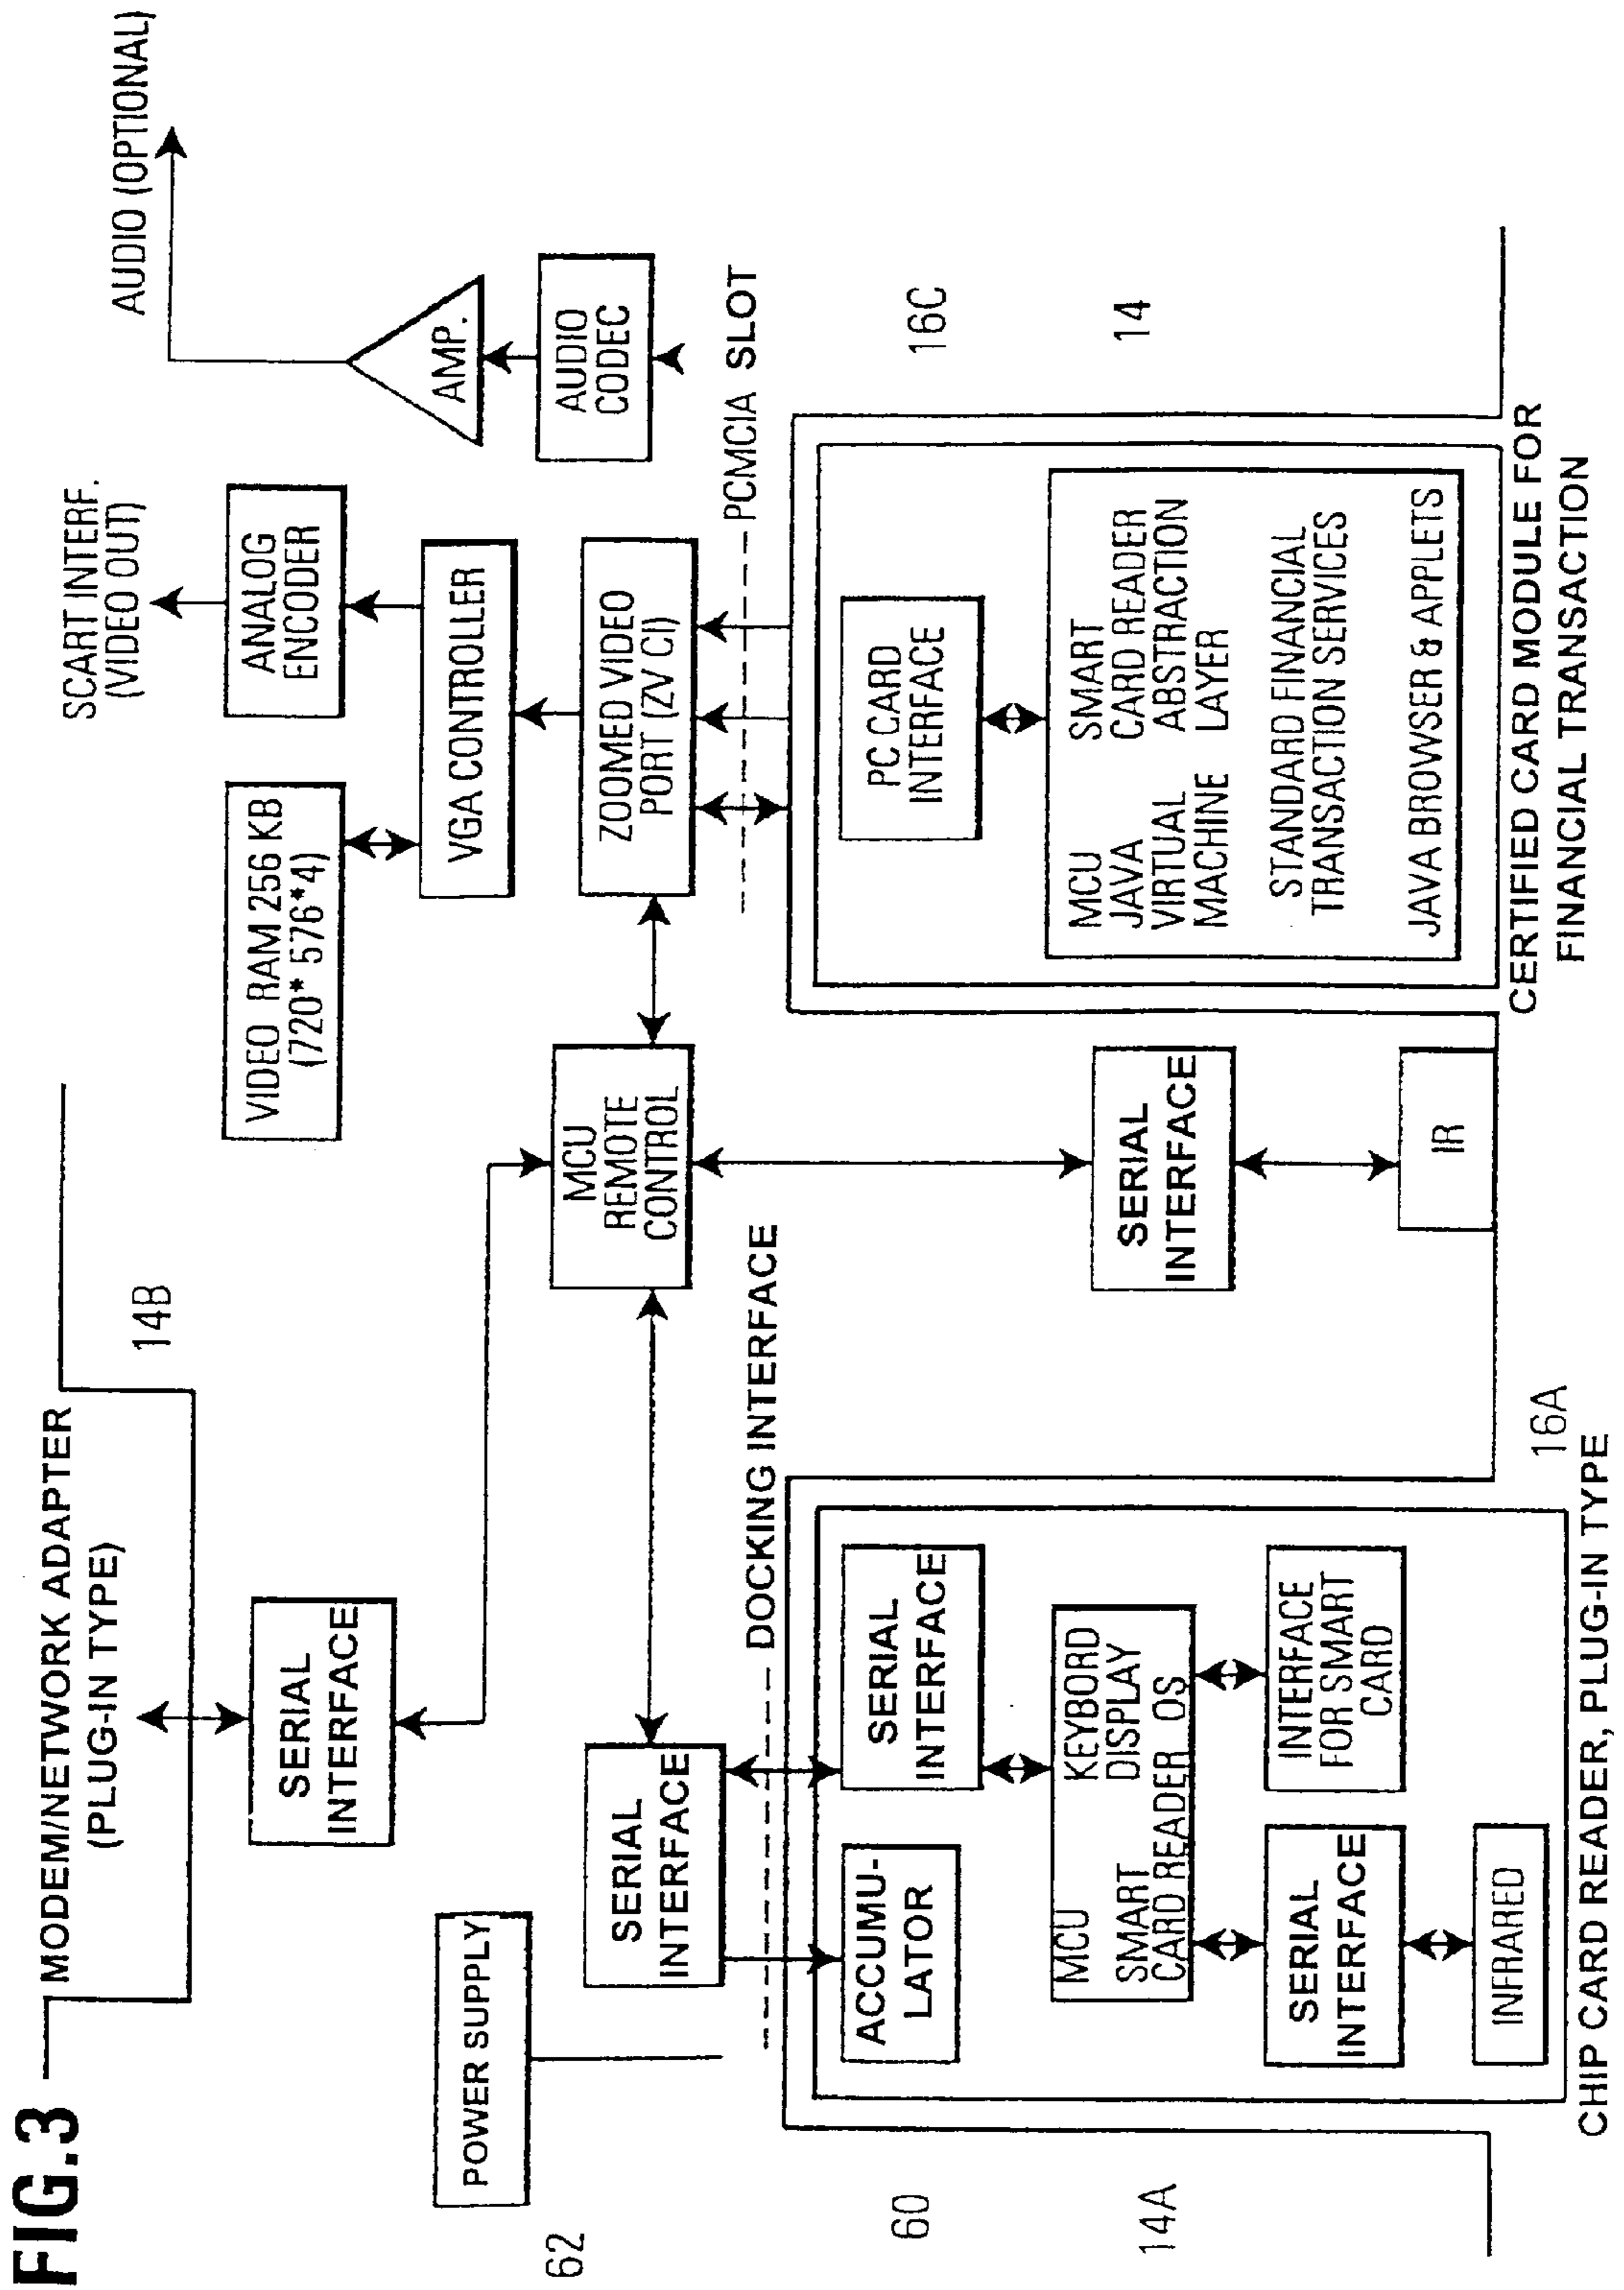 FIG.3
MODEM/NETWORK ADAPTER
(PLUG-IN TYPE)
14B
SCART INTERF.
(VIDEO OUT)
AUDIO (OPTIONAL)
SERIAL
INTERFACE
VIDEO RAM 256 KB
(720* 576*4)
ANALOG
ENCODER
AMP.
POWER SUPPLY
62
VGA CONTROLLER
AUDIO
CODEC
SERIAL
INTERFACE
MCU
REMOTE
CONTROL
ZOOMED VIDEO
PORT (ZV CI)
DOCKING INTERFACE
PCMCIA SLOT
60
ACCUMU-
LATOR
SERIAL
INTERFACE
PC CARD
INTERFACE
16C
14A
MCU KEYBORD
DISPLAY
SMART
CARD READER OS
SERIAL
INTERFACE
MCU SMART
JAVA CARD READER
VIRTUAL ABSTRACTION
MACHINE LAYER
STANDARD FINANCIAL
TRANSACTION SERVICES
JAVA BROWSER & APPLETS
14
SERIAL
INTERFACE
INTERFACE
FOR SMART
CARD
INFRARED
IR
16A
CERTIFIED CARD MODULE FOR
FINANCIAL TRANSACTION
CHIP CARD READER, PLUG-IN TYPE